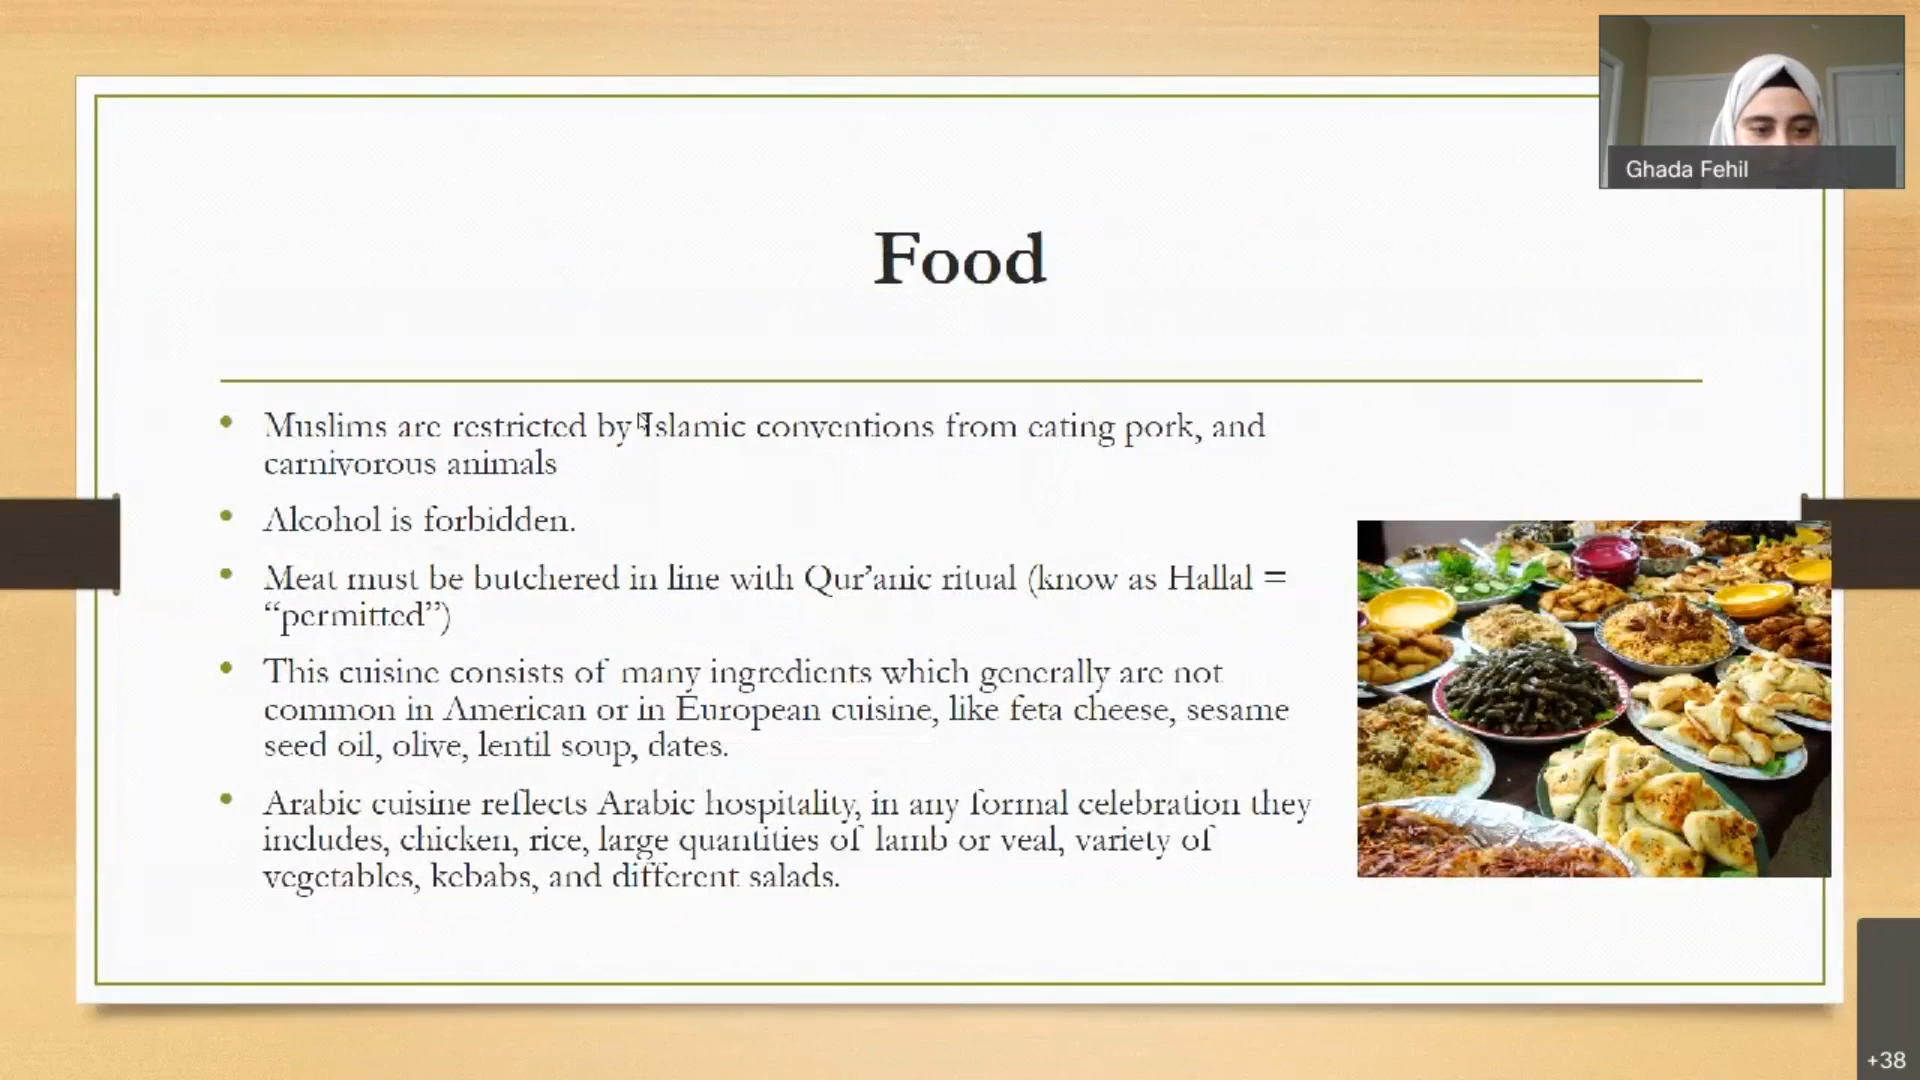 Ghada Fehil
Food
• Muslims are restricted by Islamic conventions from eating pork, and
carnivorous animals
• Alcohol is forbidden.
• Meat must be butchered in line with Qur’anic ritual (know as Hallal =
“permitted”)
• This cuisine consists of many ingredients which generally are not
common in American or in European cuisine, like feta cheese, sesame
seed oil, olive, lentil soup, dates.
• Arabic cuisine reflects Arabic hospitality, in any formal celebration they
includes, chicken, rice, large quantities of lamb or veal, variety of
vegetables, kebabs, and different salads.
+38